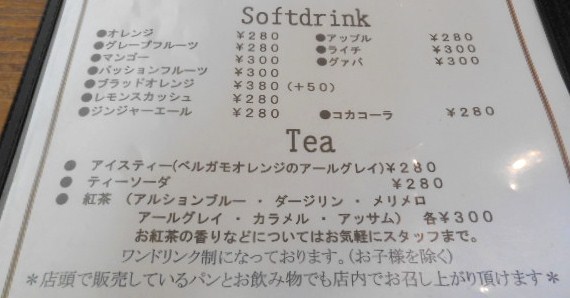 Softdrink
●オレンジ ￥280 ●アップル ￥280
●グレープフルーツ ￥280 ●ライチ ￥300
●マンゴー ￥300 ●グァバ ￥300
●パッションフルーツ ￥300
●ブラッドオレンジ ￥380（＋50）
●レモンスカッシュ ￥280
●ジンジャーエール ￥280 ●コカコーラ ￥280
Tea
● アイスティー(ベルガモオレンジのアールグレイ)￥280
● ティーソーダ ￥280
● 紅茶 （アルションブルー ・ ダージリン ・ メリメロ
アールグレイ ・ カラメル ・ アッサム） 各￥300
お紅茶の香りなどについてはお気軽にスタッフまで。
ワンドリンク制になっております。(お子様を除く)
＊店頭で販売しているパンとお飲み物でも店内でお召し上がり頂けます＊